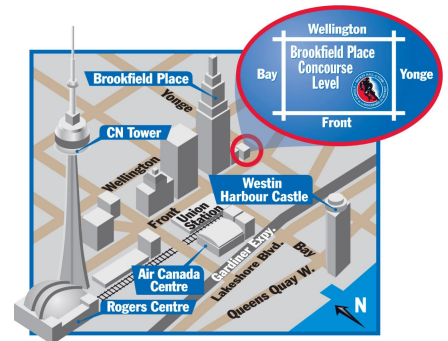 Wellington
Brookfield Place
Concourse
Level
Bay
Yonge
Front
Brookfield Place
Yonge
CN Tower
Wellington
Westin
Harbour Castle
Front
Union
Station
Gardiner Expy.
Air Canada
Centre
Lakeshore Blvd.
Bay
Queens Quay W.
Rogers Centre
N